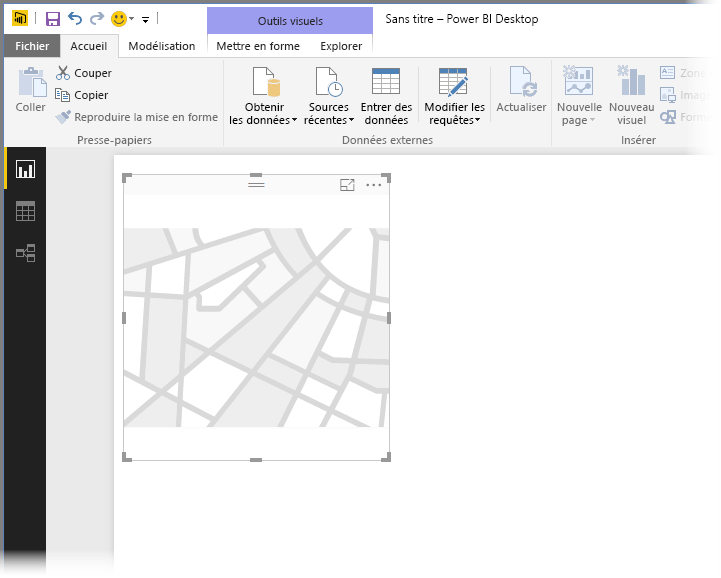 Outils visuels
Sans titre – Power BI Desktop
Fichier
Accueil
Modélisation
Mettre en forme
Explorer
Coller
Couper
Copier
Reproduire la mise en forme
Presse-papiers
Obtenir
les données
Sources
récentes
Entrer des
données
Modifier les
requêtes
Données externes
Actualiser
Nouvelle
page
Nouveau
visuel
Zone
Insérer